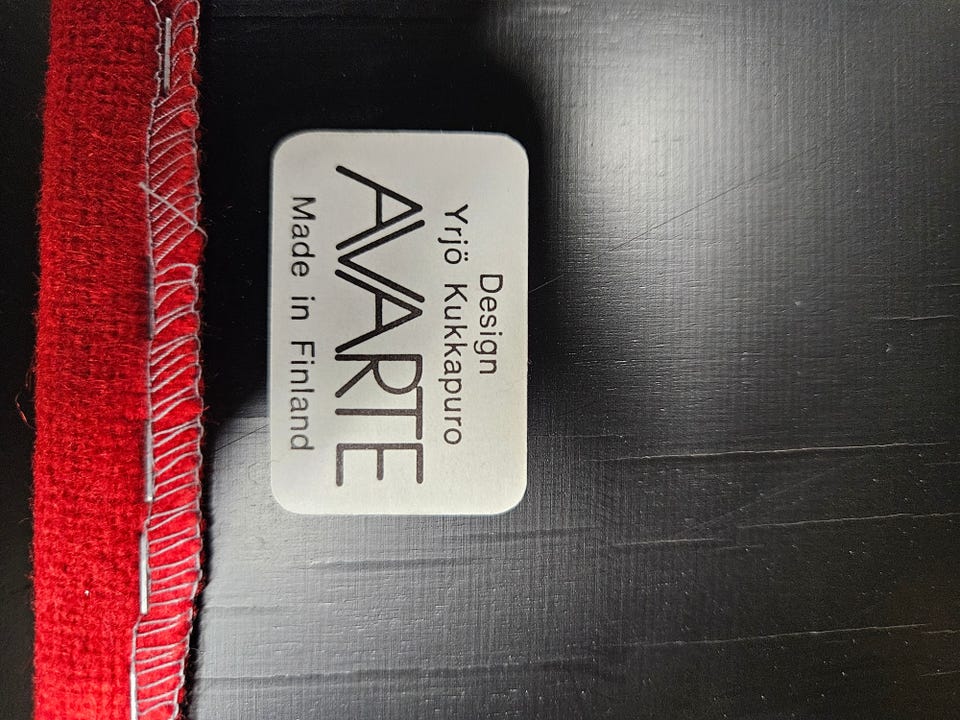 Design
Yrjö Kukkapuro
AVARTE
Made in Finland